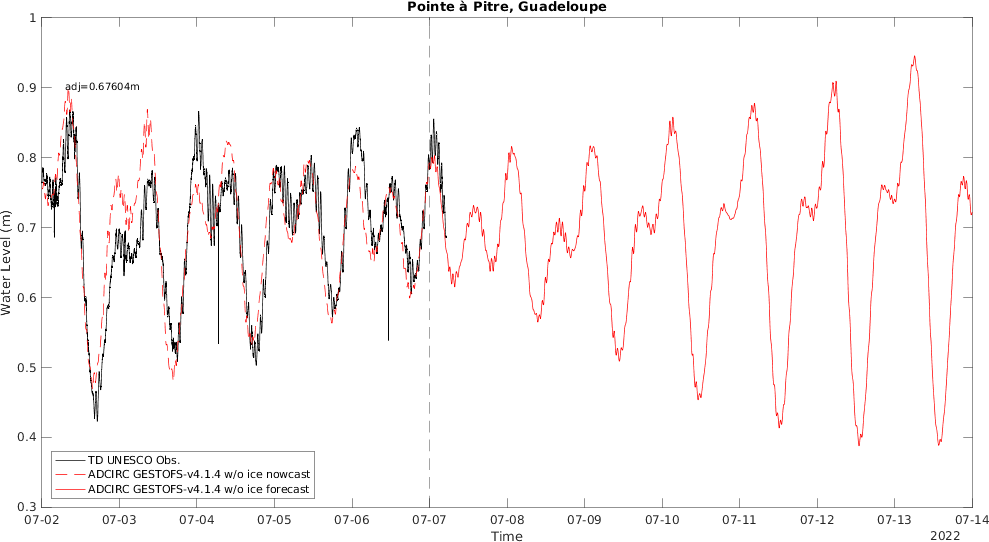 Pointe à Pitre, Guadeloupe
1
adj=0.67604m
0.9
0.8
0.7
0.6
0.5
0.4
0.3
Water Level (m)
TD UNESCO Obs.
ADCIRC GESTOFS-v4.1.4 w/o ice nowcast
ADCIRC GESTOFS-v4.1.4 w/o ice forecast
07-02 07-03 07-04 07-05 07-06 07-07 07-08 07-09 07-10 07-11 07-12 07-13 07-14
Time
2022